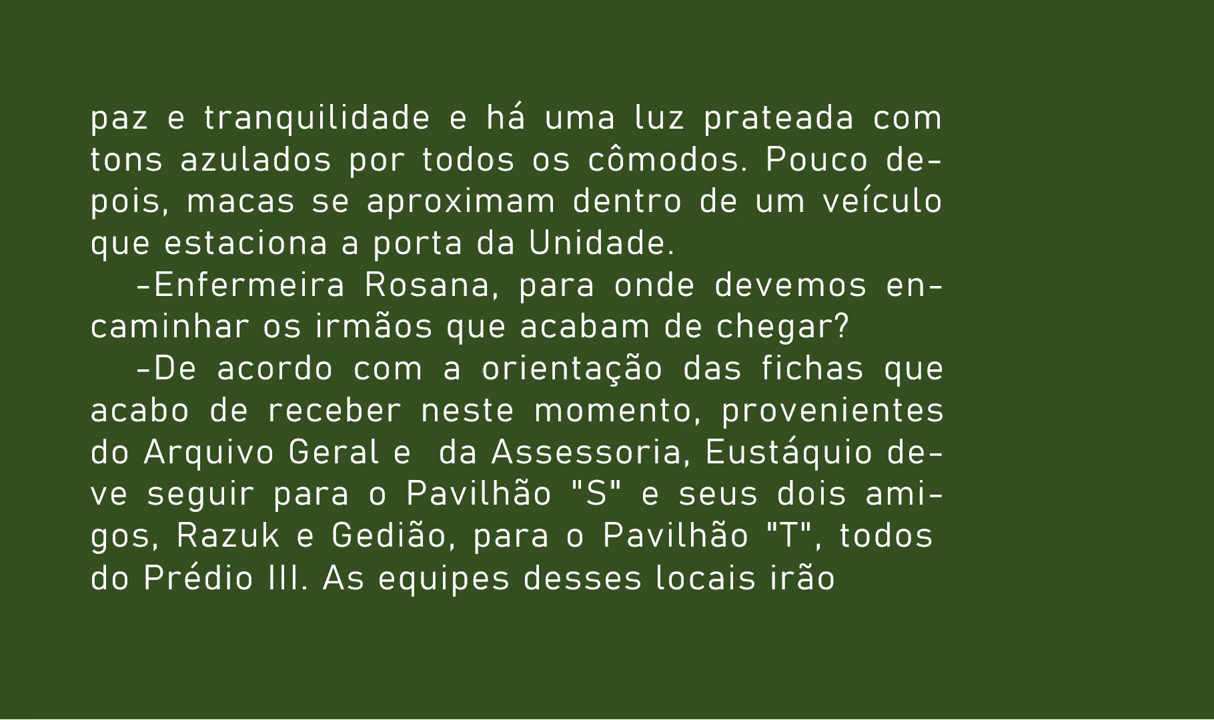 paz e tranquilidade e há uma luz prateada com
tons azulados por todos os cômodos. Pouco de-
pois, macas se aproximam dentro de um veículo
que estaciona a porta da Unidade.
-Enfermeira Rosana, para onde devemos en-
caminhar os irmãos que acabam de chegar?
-De acordo com a orientação das fichas que
acabo de receber neste momento, provenientes
do Arquivo Geral e  da Assessoria, Eustáquio de-
ve seguir para o Pavilhão "S" e seus dois ami-
gos, Razuk e Gedião, para o Pavilhão "T", todos
do Prédio III. As equipes desses locais irão